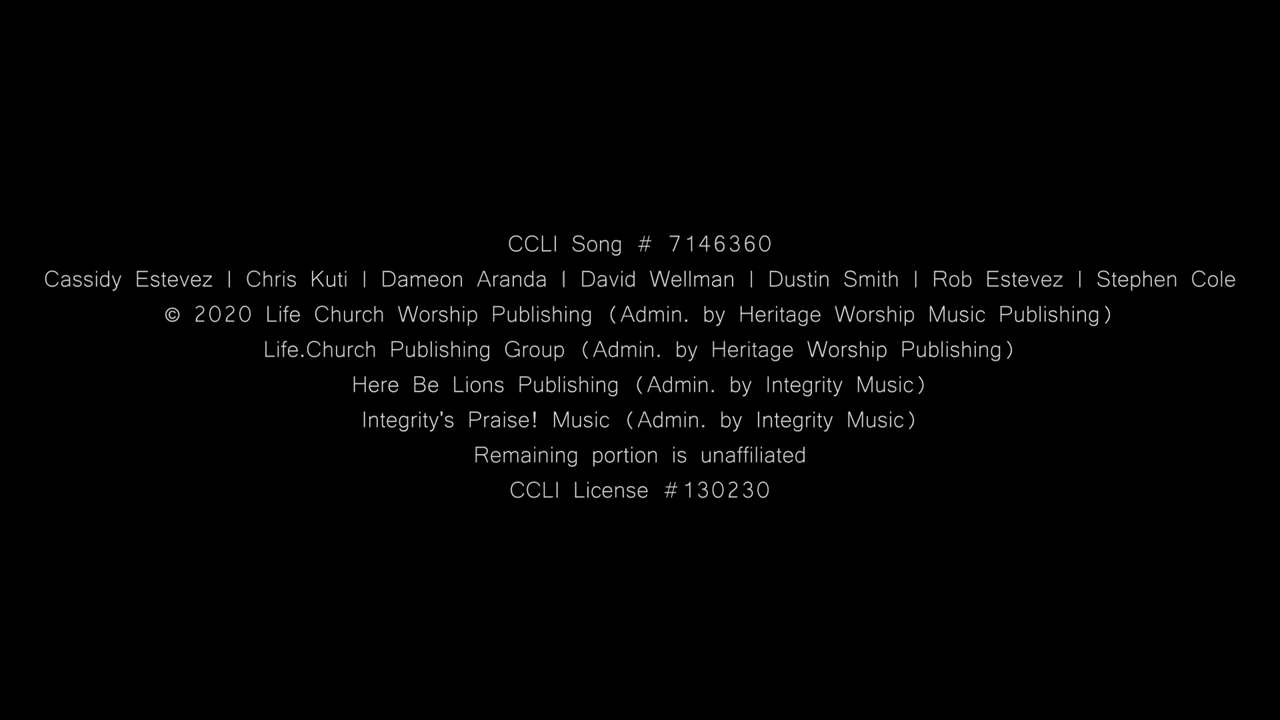 CCLI Song # 7146360
Cassidy Estevez | Chris Kuti | Dameon Aranda | David Wellman | Dustin Smith | Rob Estevez | Stephen Cole
© 2020 Life Church Worship Publishing (Admin. by Heritage Worship Music Publishing)
Life.Church Publishing Group (Admin. by Heritage Worship Publishing)
Here Be Lions Publishing (Admin. by Integrity Music)
Integrity's Praise! Music (Admin. by Integrity Music)
Remaining portion is unaffiliated
CCLI License #130230